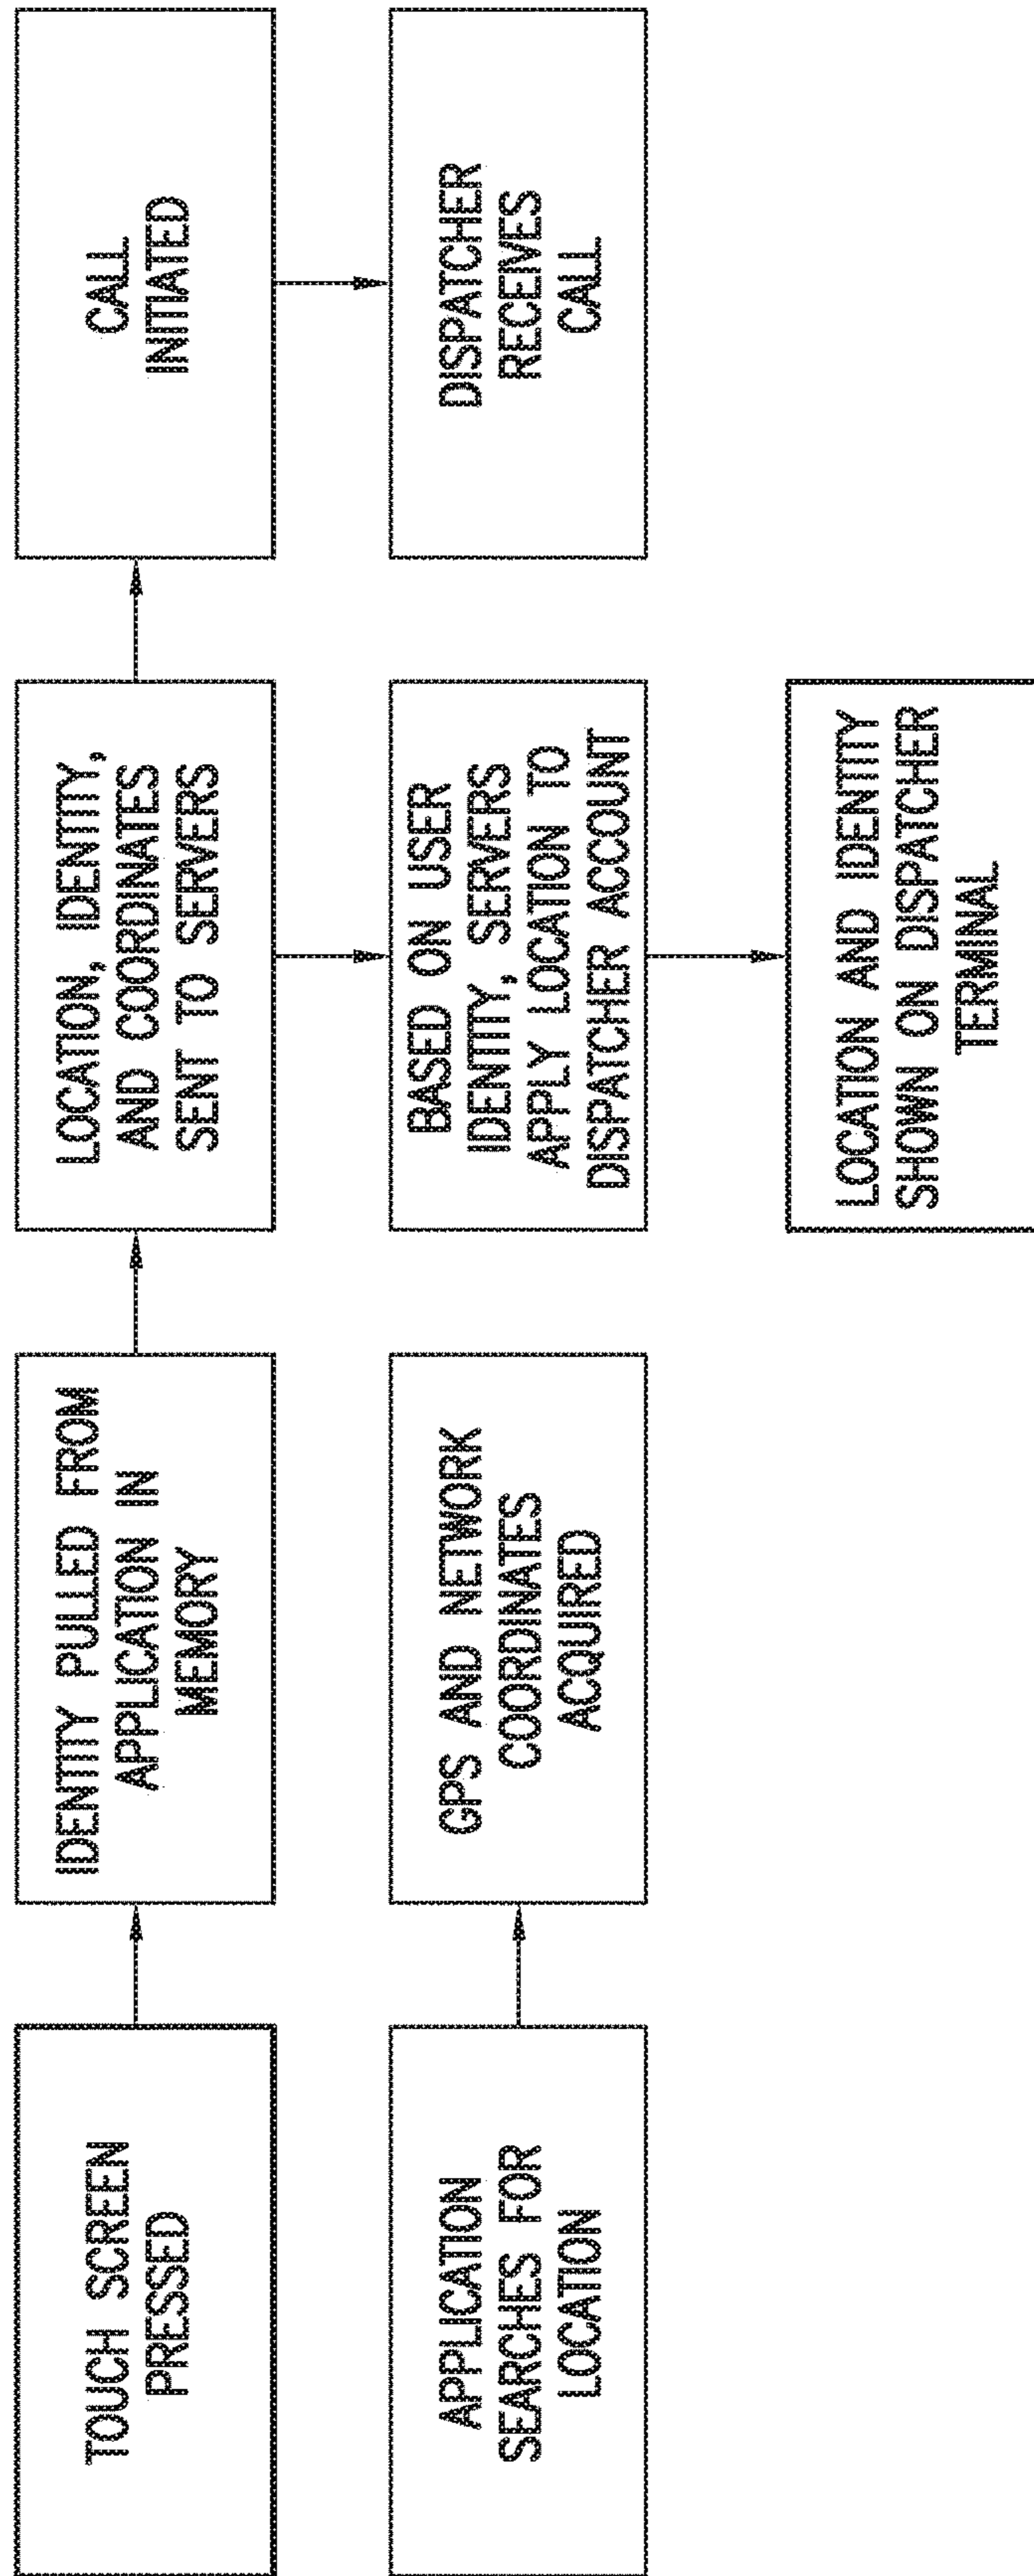 TOUCH SCREEN
PRESSED
IDENTITY PULLED FROM
APPLICATION IN
MEMORY
LOCATION, IDENTITY,
AND COORDINATES
SENT TO SERVERS
CALL
INITIATED
APPLICATION
SEARCHES FOR
LOCATION
GPS AND NETWORK
COORDINATES
ACQUIRED
BASED ON USER
IDENTITY, SERVERS
APPLY LOCATION TO
DISPATCHER ACCOUNT
DISPATCHER
RECEIVES
CALL
LOCATION AND IDENTITY
SHOWN ON DISPATCHER
TERMINAL